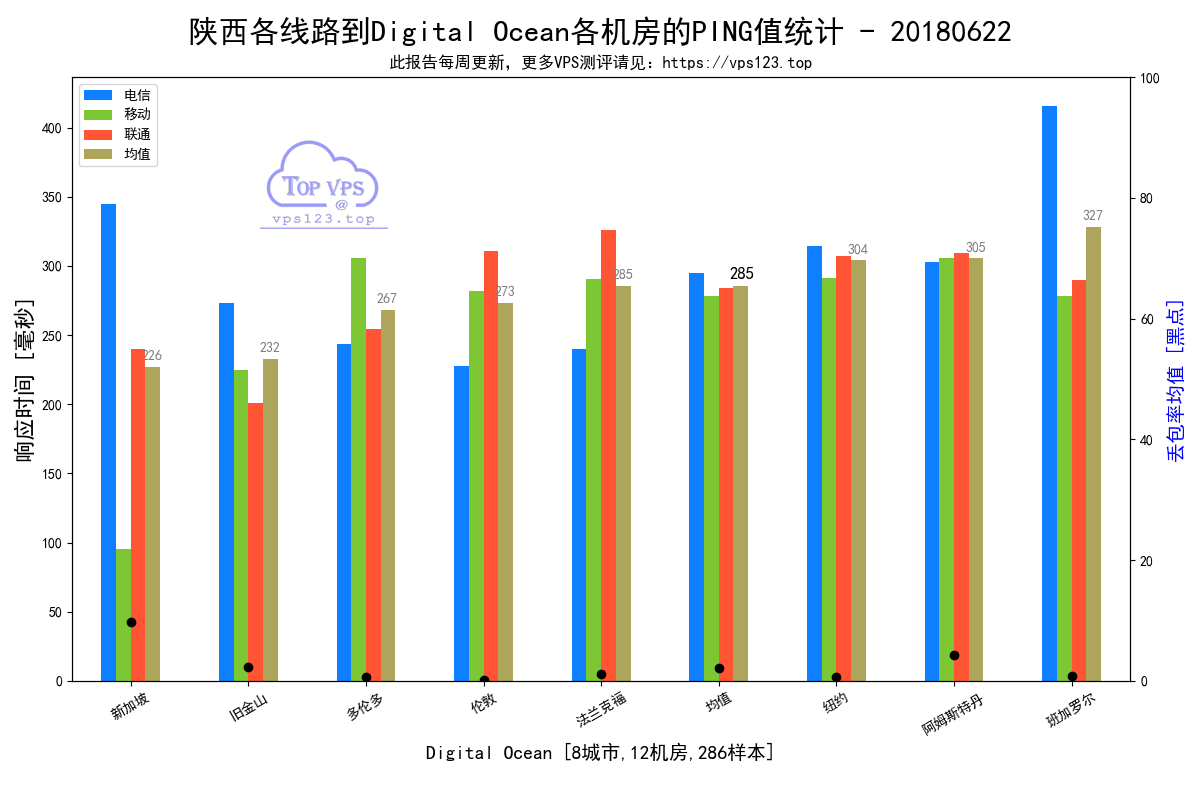 陕西各线路到Digital Ocean各机房的PING值统计 - 20180622
此报告每周更新，更多VPS测评请见：https://vps123.top
电信
移动
联通
均值
TOP VPS
@
vps123.top
响应时间 [毫秒]
400
350
300
250
200
150
100
50
0
226
232
267
273
285
285
304
305
327
100
80
60
40
20
0
丢包率均值 [黑点]
新加坡
旧金山
多伦多
伦敦
法兰克福
均值
纽约
阿姆斯特丹
班加罗尔
Digital Ocean [8城市,12机房,286样本]